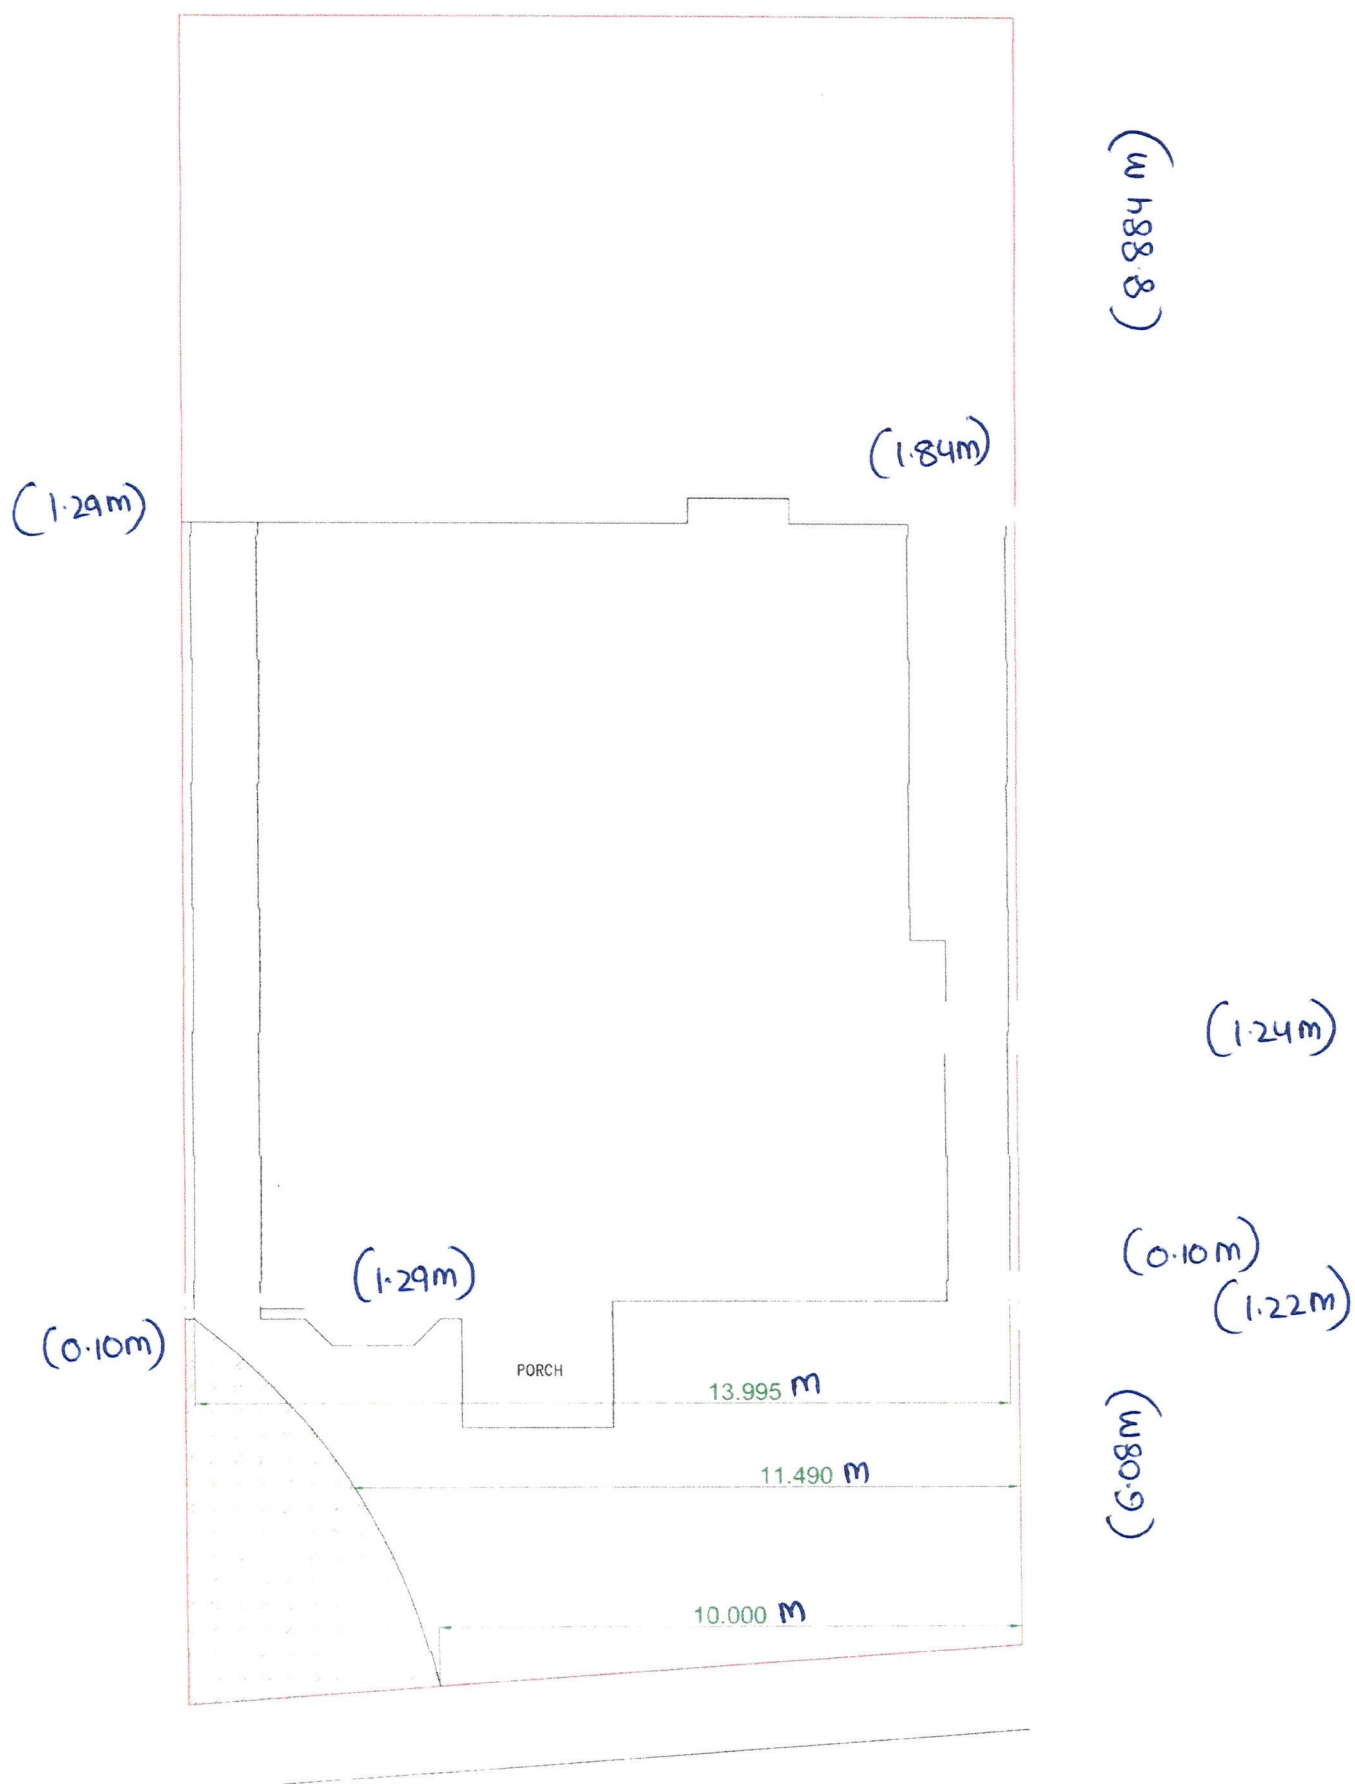 (8.884 m)
(1.84m)
(1.29m)
(1.24m)
(0.10m)
(1.29m)
(1.22m)
(0.10m)
PORCH
13.995 m
(6.08m)
11.490 m
10.000 m